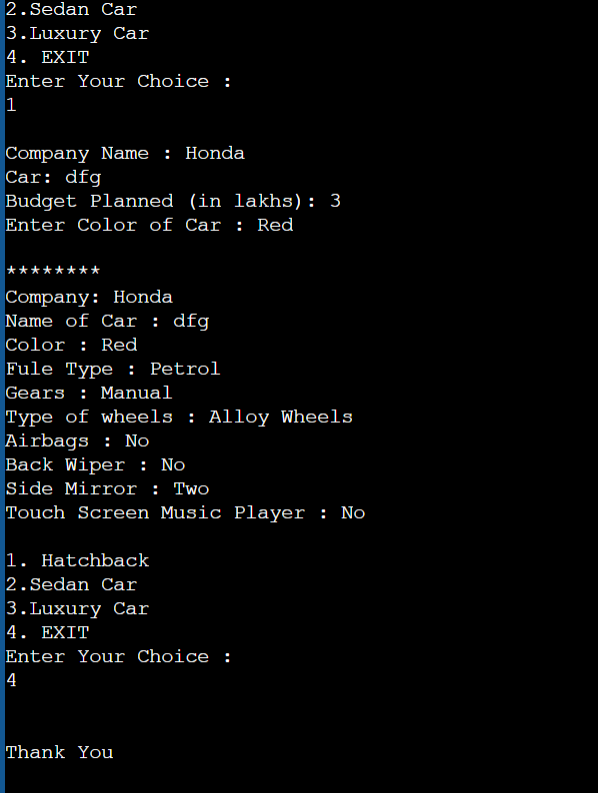 2.Sedan Car
3.Luxury Car
4. EXIT
Enter Your Choice :
1
Company Name : Honda
Car: dfg
Budget Planned (in lakhs): 3
Enter Color of Car : Red
********
Company: Honda
Name of Car : dfg
Color : Red
Fule Type : Petrol
Gears : Manual
Type of wheels : Alloy Wheels
Airbags : No
Back Wiper : No
Side Mirror : Two
Touch Screen Music Player : No
1. Hatchback
2.Sedan Car
3.Luxury Car
4. EXIT
Enter Your Choice :
4
Thank You